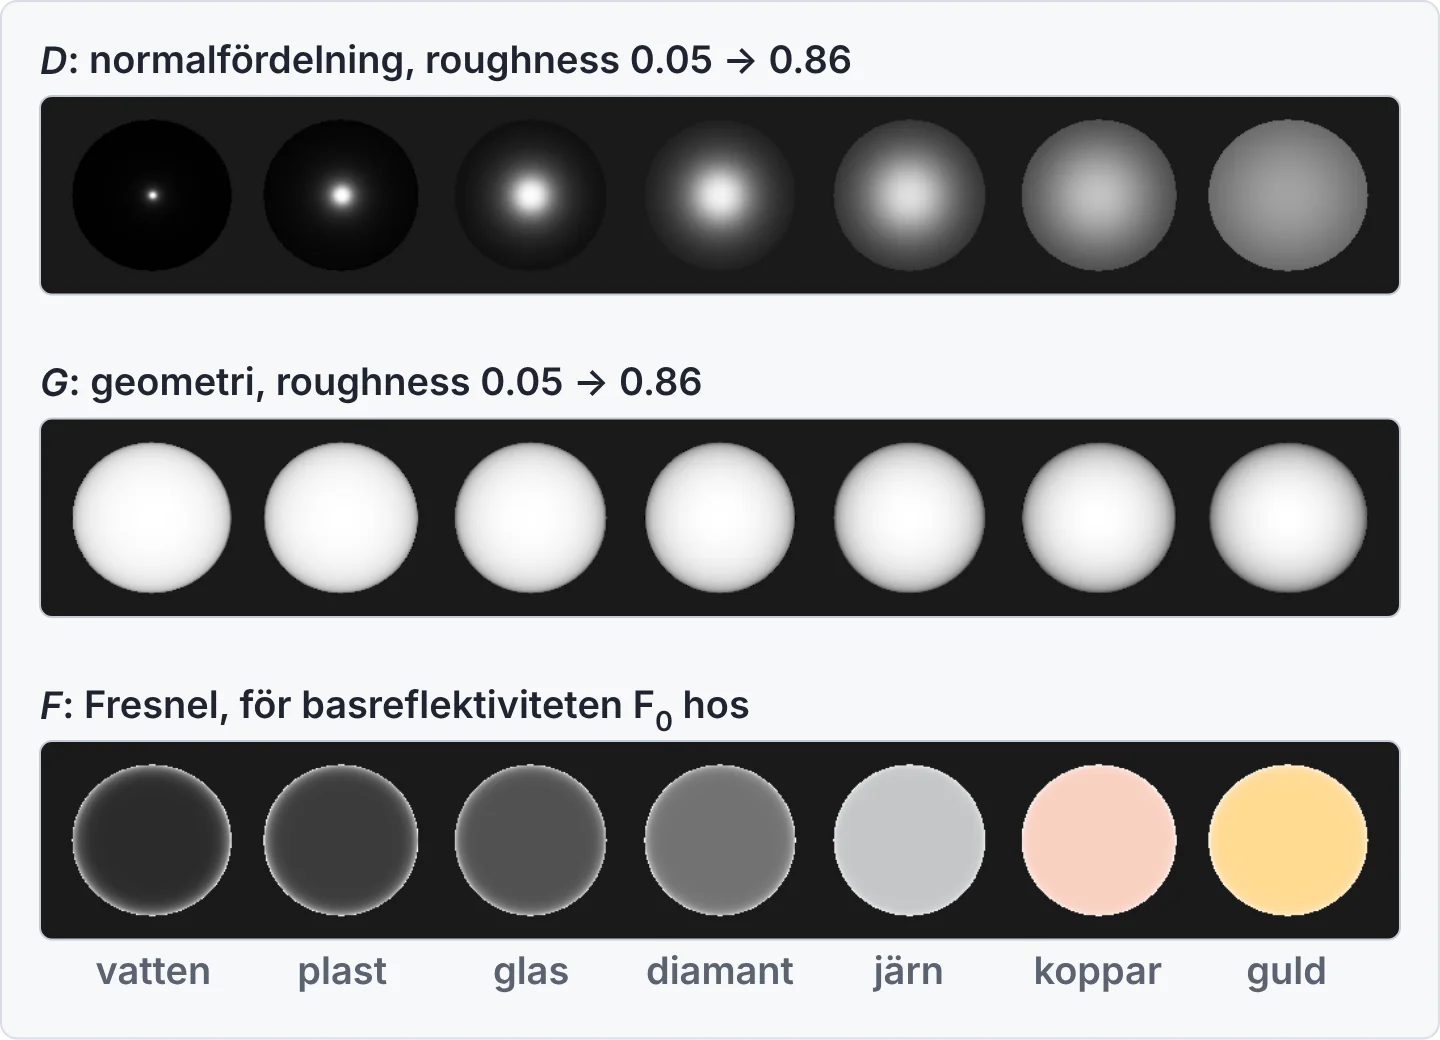 D: normalfördelning, roughness 0.05 → 0.86
G: geometri, roughness 0.05 → 0.86
F: Fresnel, för basreflektiviteten F₀ hos
vatten plast glas diamant järn koppar guld